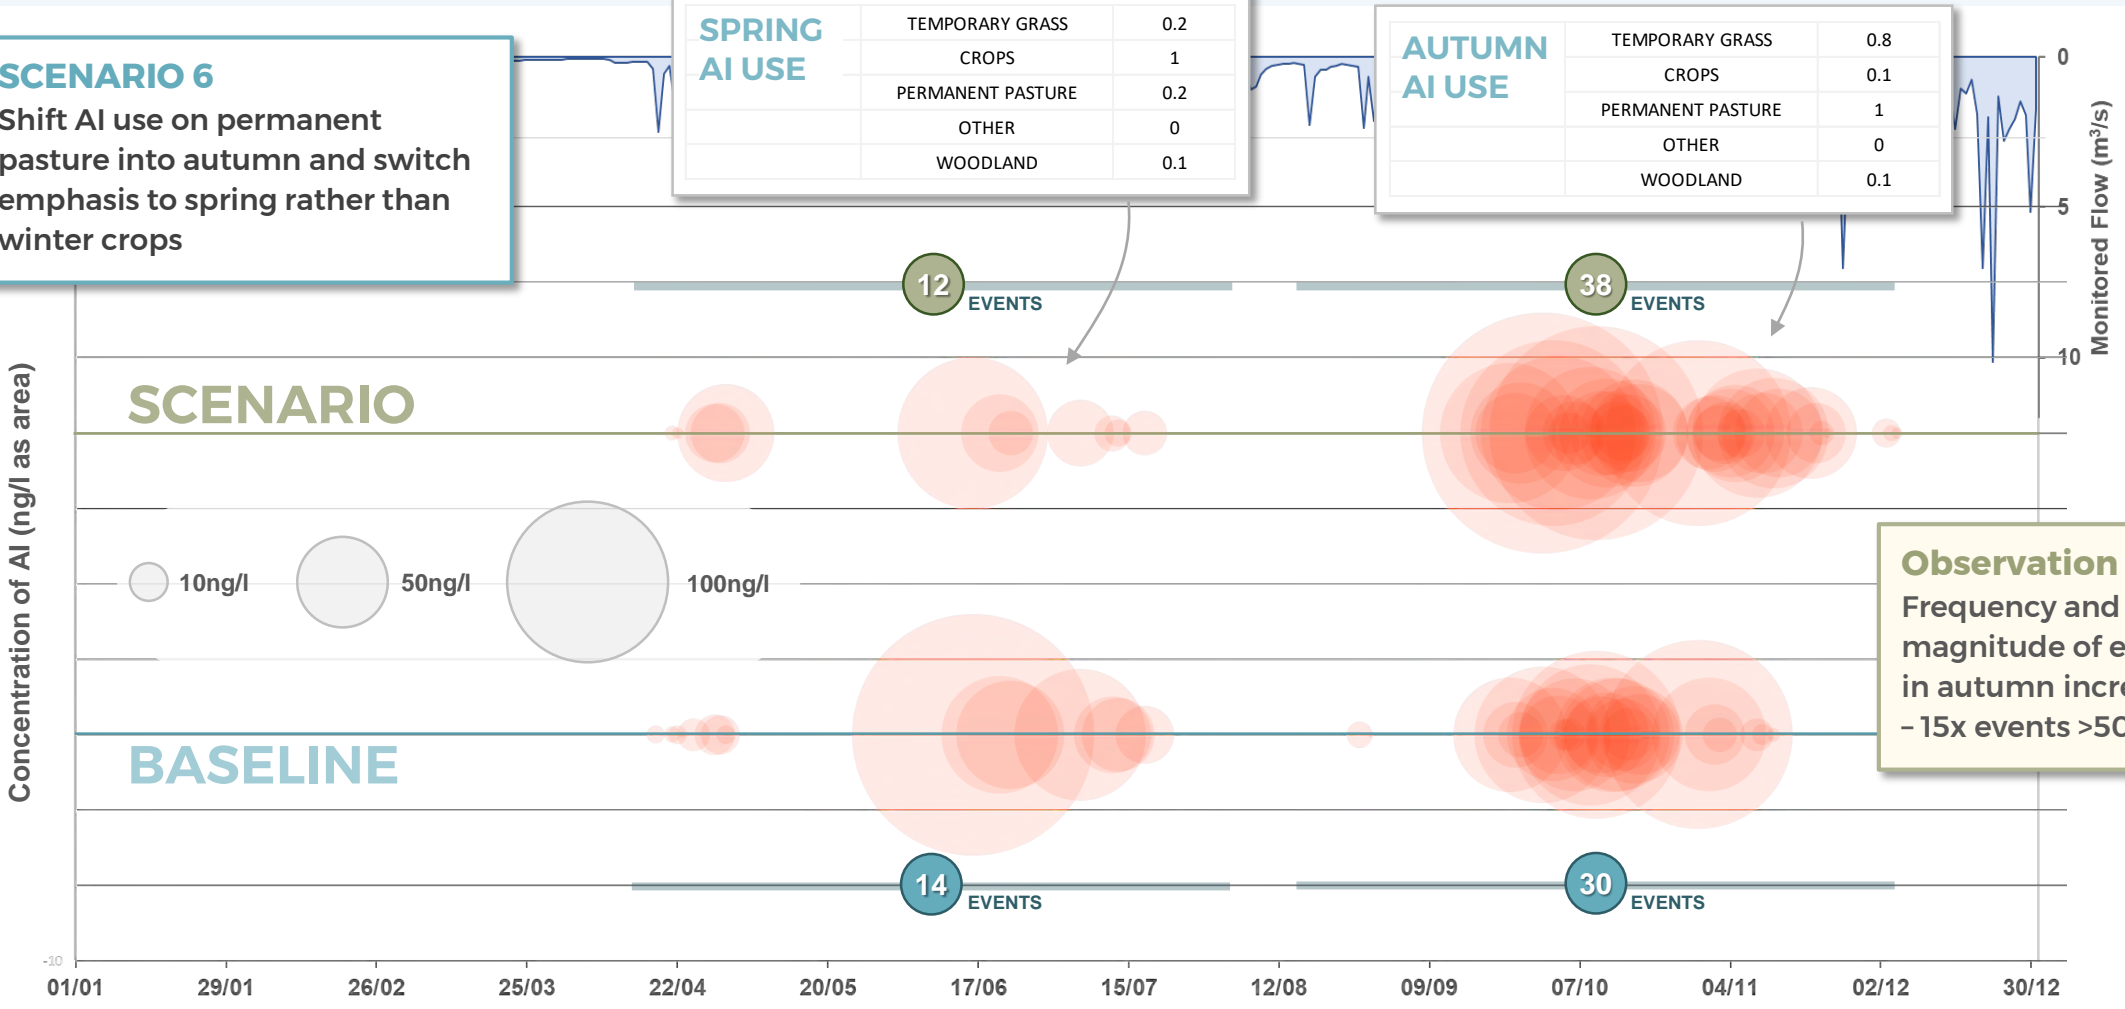 SCENARIO 6
Shift AI use on permanent
pasture into autumn and switch
emphasis to spring rather than
winter crops
SPRING
AI USE
TEMPORARY GRASS 0.2
CROPS 1
PERMANENT PASTURE 0.2
OTHER 0
WOODLAND 0.1
AUTUMN
AI USE
TEMPORARY GRASS 0.8
CROPS 0.1
PERMANENT PASTURE 1
OTHER 0
WOODLAND 0.1
0
5
10
Monitored Flow (m³/s)
12 EVENTS
38 EVENTS
Concentration of AI (ng/l as area)
SCENARIO
10ng/l
50ng/l
100ng/l
Observation
Frequency and
magnitude of e
in autumn incre
– 15x events >50
BASELINE
14 EVENTS
30 EVENTS
-10
01/01 29/01 26/02 25/03 22/04 20/05 17/06 15/07 12/08 09/09 07/10 04/11 02/12 30/12